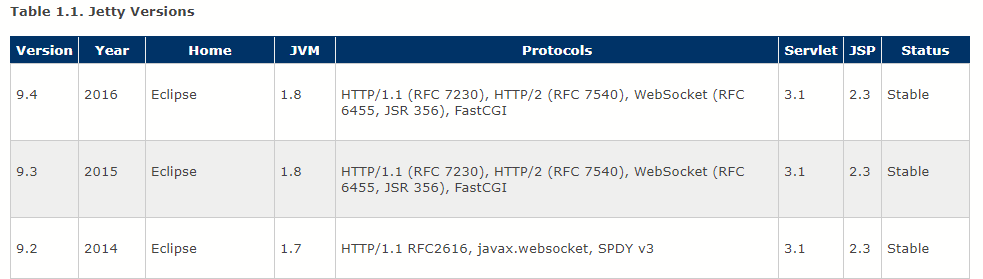 Table 1.1. Jetty Versions
Version Year Home JVM Protocols Servlet JSP Status
9.4 2016 Eclipse 1.8 HTTP/1.1 (RFC 7230), HTTP/2 (RFC 7540), WebSocket (RFC 3.1 2.3 Stable
6455, JSR 356), FastCGI
9.3 2015 Eclipse 1.8 HTTP/1.1 (RFC 7230), HTTP/2 (RFC 7540), WebSocket (RFC 3.1 2.3 Stable
6455, JSR 356), FastCGI
9.2 2014 Eclipse 1.7 HTTP/1.1 RFC2616, javax.websocket, SPDY v3 3.1 2.3 Stable